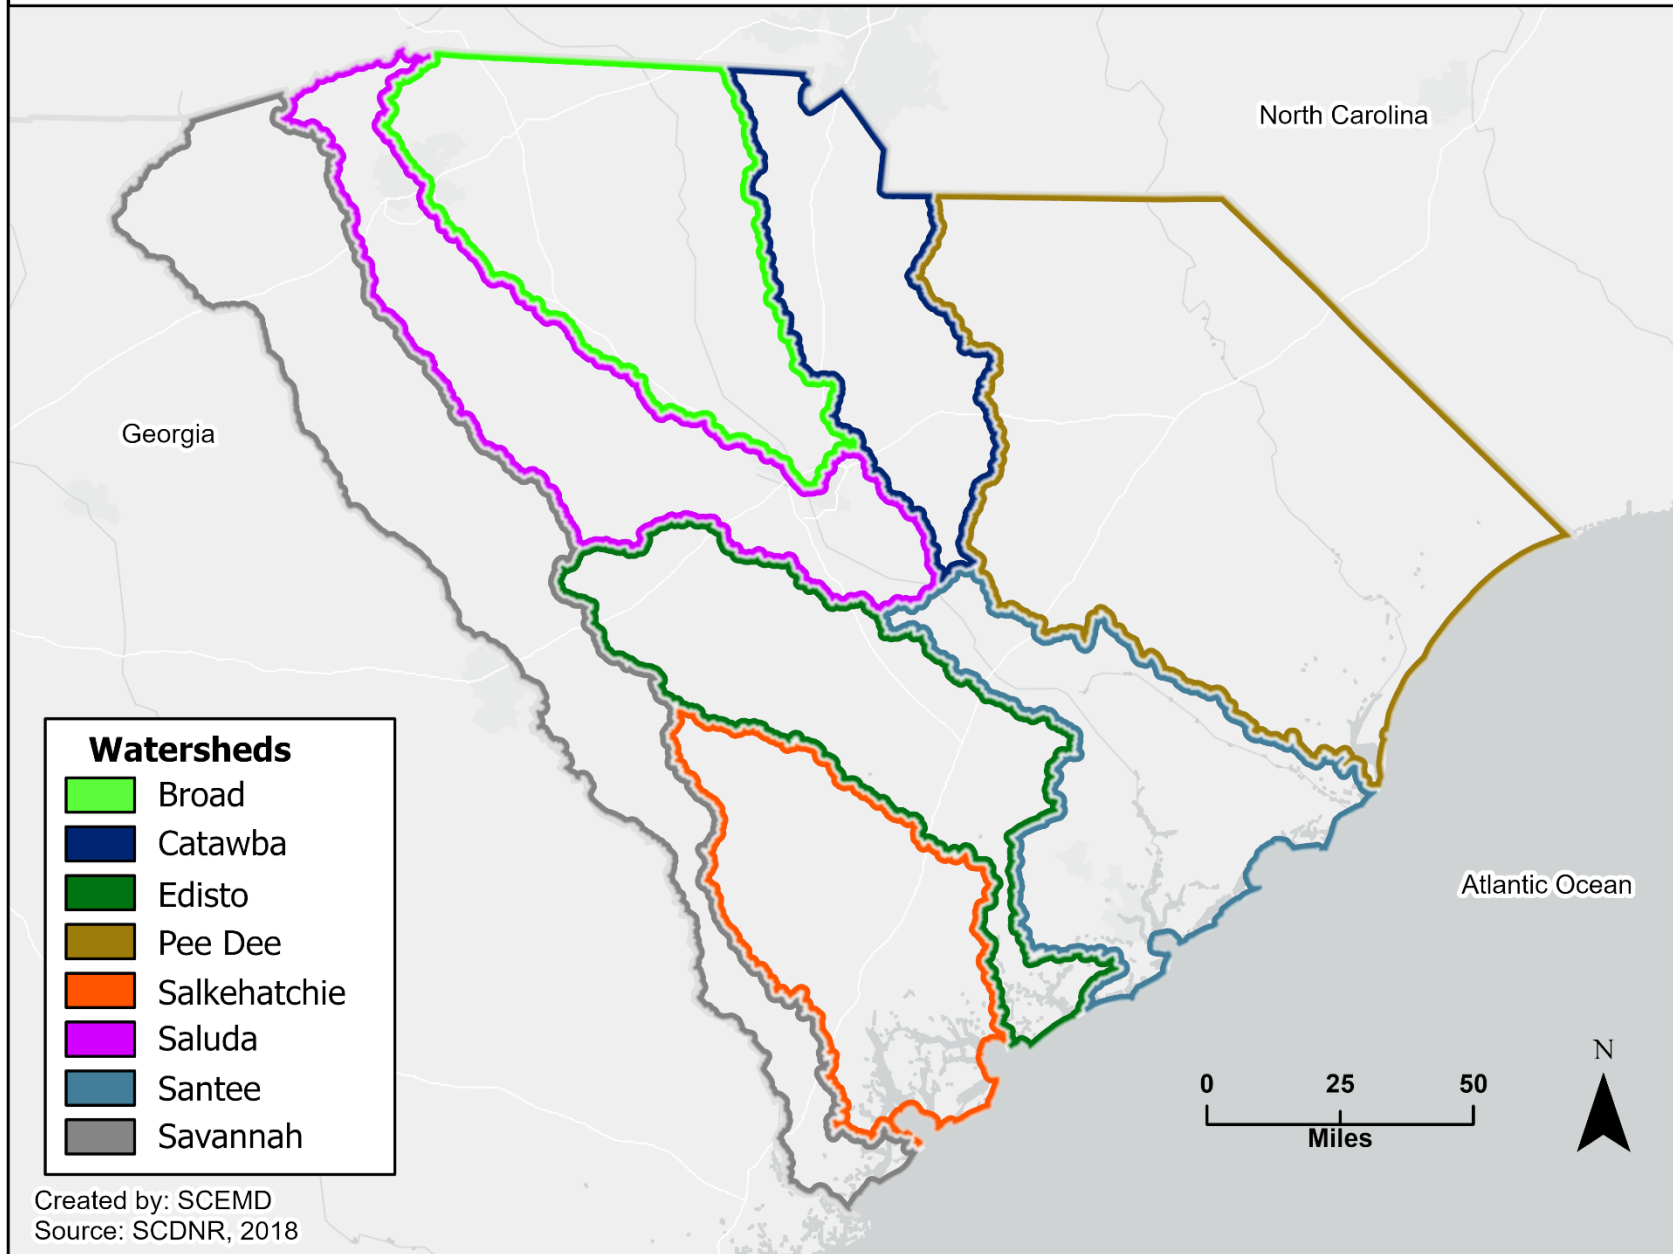 North Carolina
Georgia
Atlantic Ocean
Watersheds
Broad
Catawba
Edisto
Pee Dee
Salkehatchie
Saluda
Santee
Savannah
N
0 25 50
Miles
Created by: SCEMD
Source: SCDNR, 2018